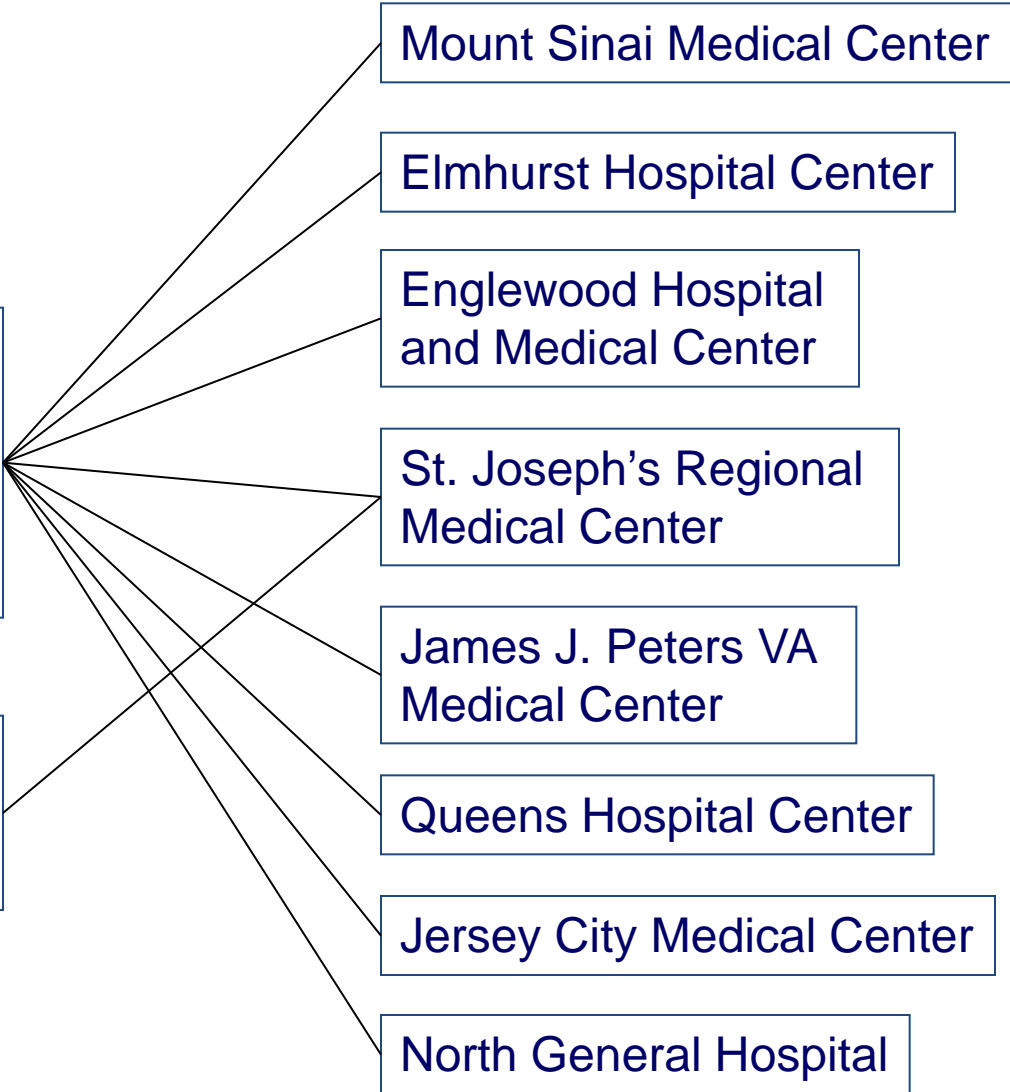 Mount Sinai Medical Center
Elmhurst Hospital Center
Englewood Hospital
and Medical Center
St. Joseph’s Regional
Medical Center
James J. Peters VA
Medical Center
Queens Hospital Center
Jersey City Medical Center
North General Hospital